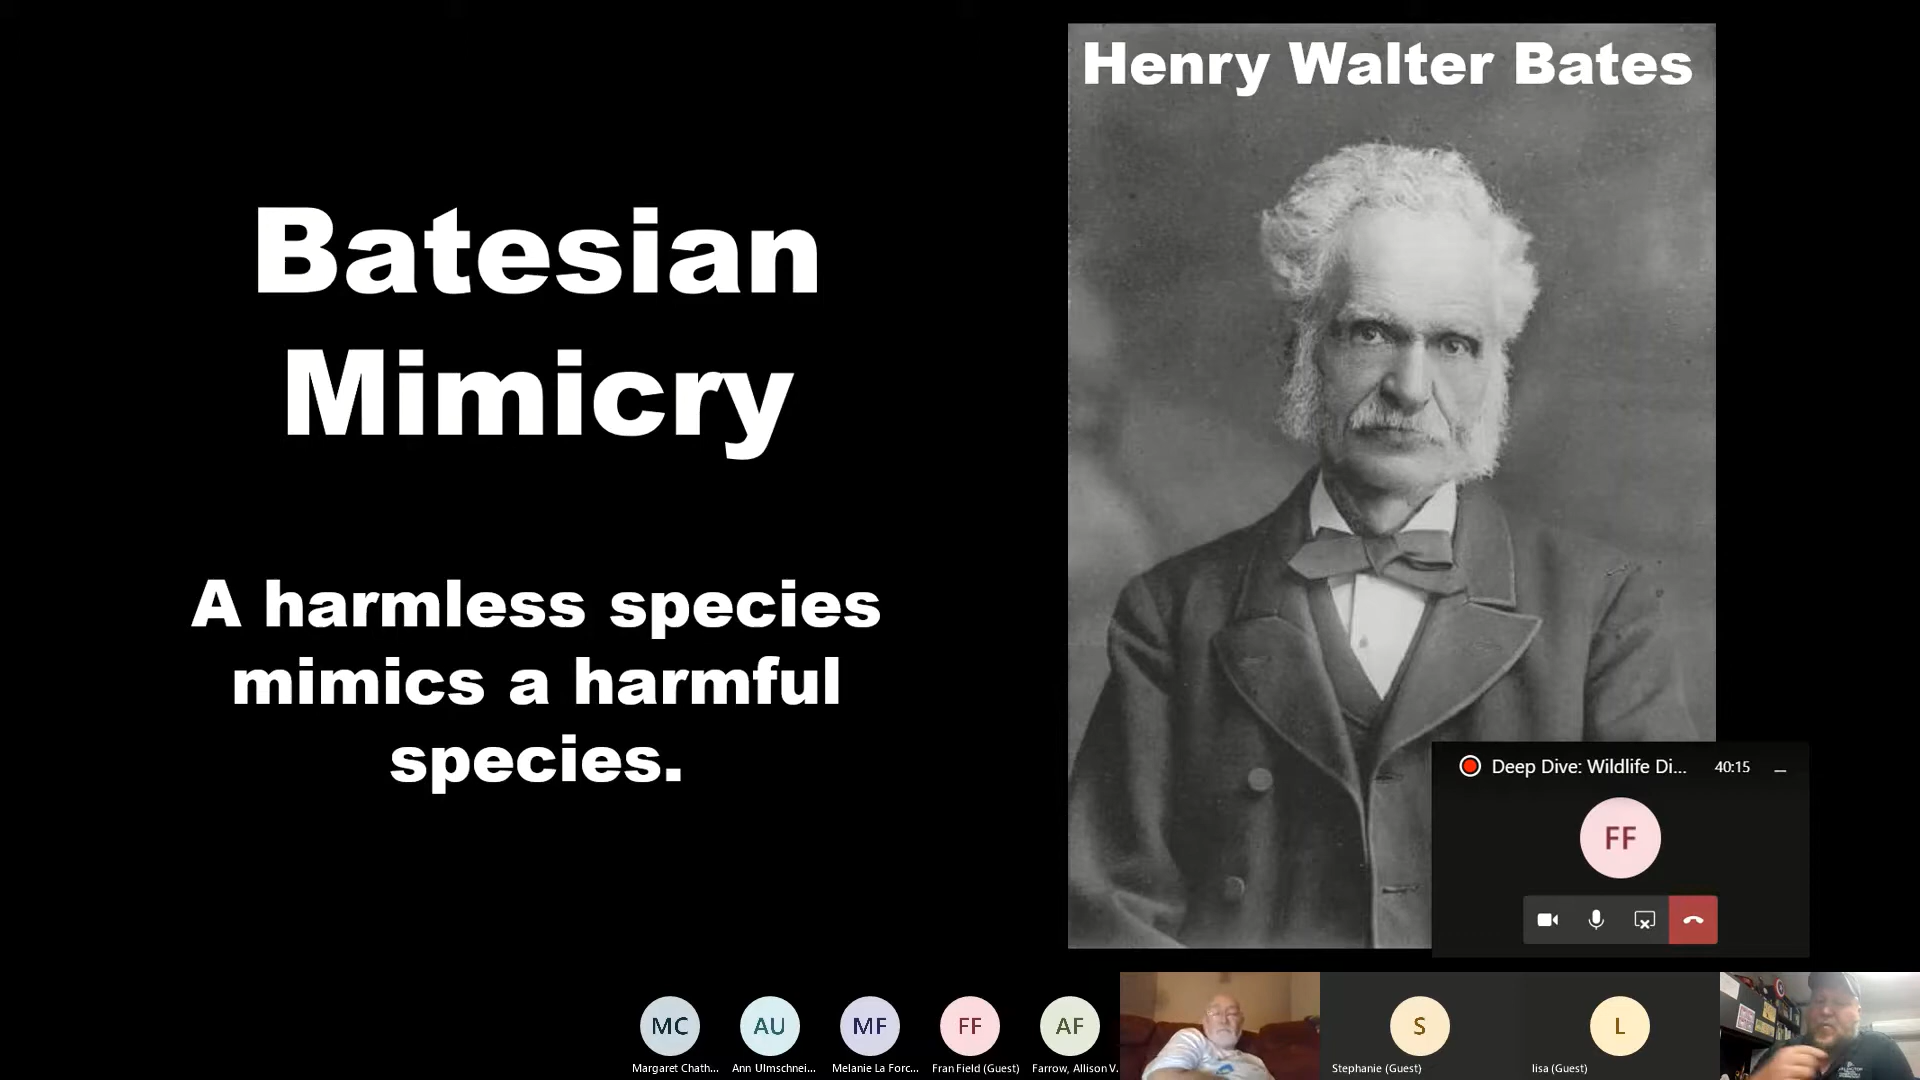 Henry Walter Bates
Batesian
Mimicry
A harmless species
mimics a harmful
species.
Deep Dive: Wildlife Di...
40:15
FF
MC
AU
MF
FF
AF
S
L
Margaret Chath...
Ann Ulmschnei...
Melanie La Forc...
Fran Field (Guest)
Farrow, Allison V.
Stephanie (Guest)
lisa (Guest)